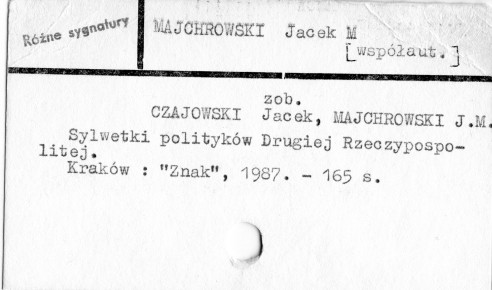 Różne sygnatury
MAJCHROWSKI Jacek M
[współaut.]
zob.
CZAJOWSKI Jacek, MAJCHROWSKI J.M.
Sylwetki polityków Drugiej Rzeczypospo-
litej.
Kraków : "Znak", 1987. - 165 s.